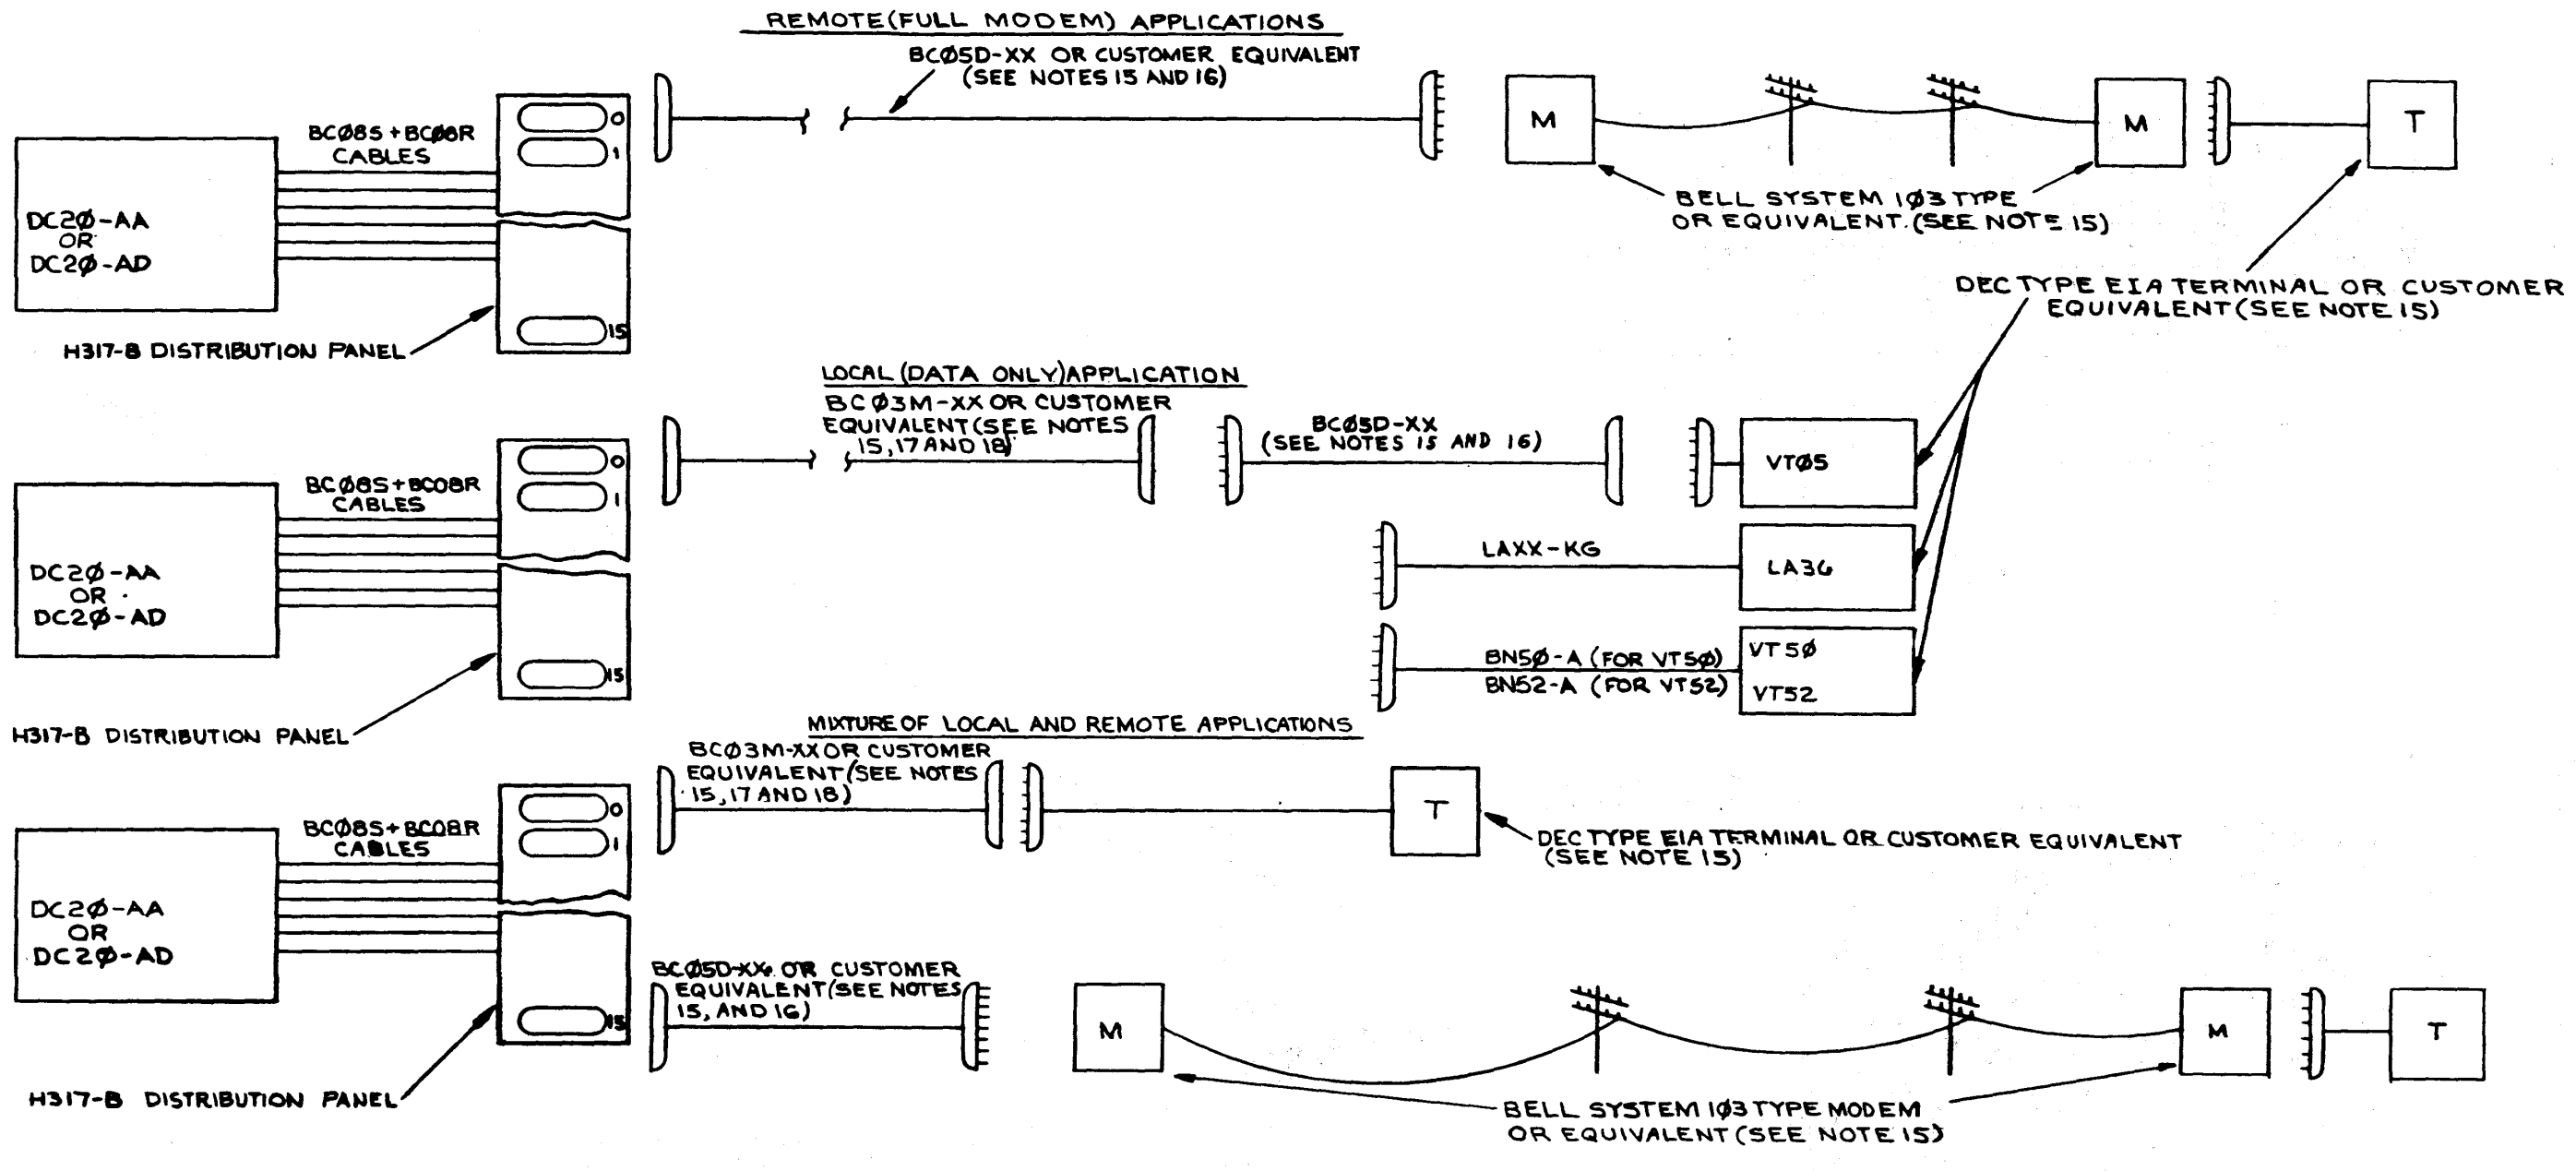 REMOTE(FULL MODEM) APPLICATIONS
BCØ5D-XX OR CUSTOMER EQUIVALENT
(SEE NOTES 15 AND 16)
BCØ8S+BCØ8R
CABLES
0
1
15
DC2Ø-AA
OR
DC2Ø-AD
H317-B DISTRIBUTION PANEL
M
M
T
BELL SYSTEM 1Ø3 TYPE
OR EQUIVALENT.(SEE NOTE 15)
DEC TYPE EIA TERMINAL OR CUSTOMER
EQUIVALENT(SEE NOTE 15)
LOCAL (DATA ONLY)APPLICATION
BCØ3M-XX OR CUSTOMER
EQUIVALENT(SEE NOTES
15,17 AND 18)
BCØ5D-XX
(SEE NOTES 15 AND 16)
VTØ5
BCØ8S+BC08R
CABLES
0
1
15
DC2Ø-AA
OR
DC2Ø-AD
LAXX-KG
LA36
BN5Ø-A (FOR VT5Ø)
BN52-A (FOR VT52)
VT5Ø
VT52
H317-B DISTRIBUTION PANEL
MIXTURE OF LOCAL AND REMOTE APPLICATIONS
BCØ3M-XX OR CUSTOMER
EQUIVALENT(SEE NOTES
15,17 AND 18)
T
DEC TYPE EIA TERMINAL OR CUSTOMER EQUIVALENT
(SEE NOTE 15)
BCØ8S+BC08R
CABLES
0
1
15
DC2Ø-AA
OR
DC2Ø-AD
BCØ5D-XX OR CUSTOMER
EQUIVALENT(SEE NOTES
15, AND 16)
M
M
T
H317-B DISTRIBUTION PANEL
BELL SYSTEM 1Ø3 TYPE MODEM
OR EQUIVALENT(SEE NOTE 15)